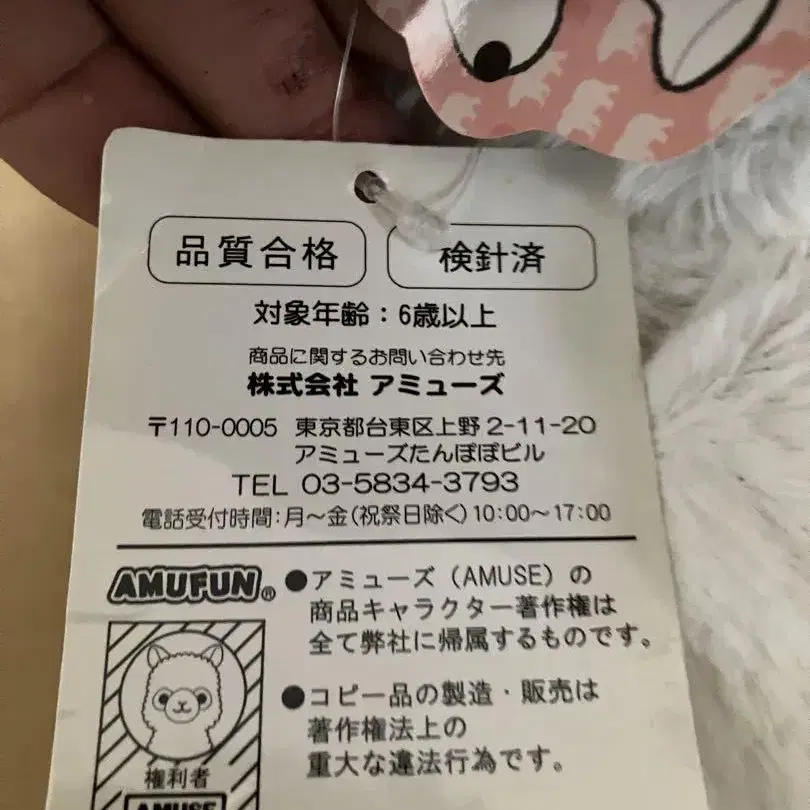 品質合格
検針済
対象年齢：6歳以上
商品に関するお問い合わせ先
株式会社 アミューズ
〒110-0005 東京都台東区上野2-11-20
アミューズたんぽぽビル
TEL 03-5834-3793
電話受付時間：月〜金(祝祭日除く)10:00〜17:00
AMUFUN®
●アミューズ（AMUSE）の
商品キャラクター著作権は
全て弊社に帰属するものです。
●コピー品の製造・販売は
著作権法上の
重大な違法行為です。
権利者
AMUSE